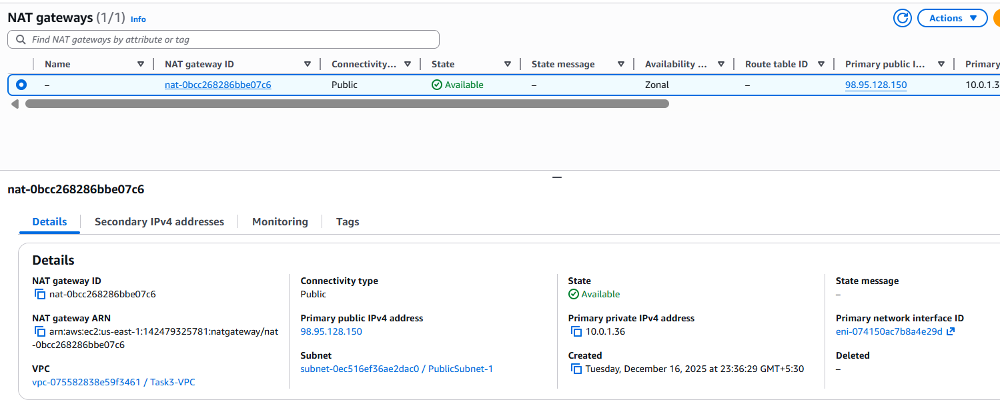 NAT gateways (1/1) Info
Actions
Find NAT gateways by attribute or tag
Name NAT gateway ID Connectivity... State State message Availability ... Route table ID Primary public I... Primary
– nat-0bcc268286bbe07c6 Public Available – Zonal – 98.95.128.150 10.0.1.3
nat-0bcc268286bbe07c6
Details Secondary IPv4 addresses Monitoring Tags
Details
NAT gateway ID
nat-0bcc268286bbe07c6
NAT gateway ARN
arn:aws:ec2:us-east-1:142479325781:natgateway/nat
-0bcc268286bbe07c6
VPC
vpc-075582838e59f3461 / Task3-VPC
Connectivity type
Public
Primary public IPv4 address
98.95.128.150
Subnet
subnet-0ec516ef36ae2dac0 / PublicSubnet-1
State
Available
Primary private IPv4 address
10.0.1.36
Created
Tuesday, December 16, 2025 at 23:36:29 GMT+5:30
State message
–
Primary network interface ID
eni-074150ac7b8a4e29d
Deleted
–